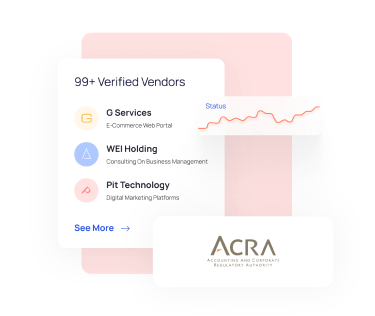 99+ Verified Vendors
Status
G Services
E-Commerce Web Portal
WEI Holding
Consulting On Business Management
Pit Technology
Digital Marketing Platforms
See More
ACRA
ACCOUNTING AND CORPORATE
REGULATORY AUTHORITY